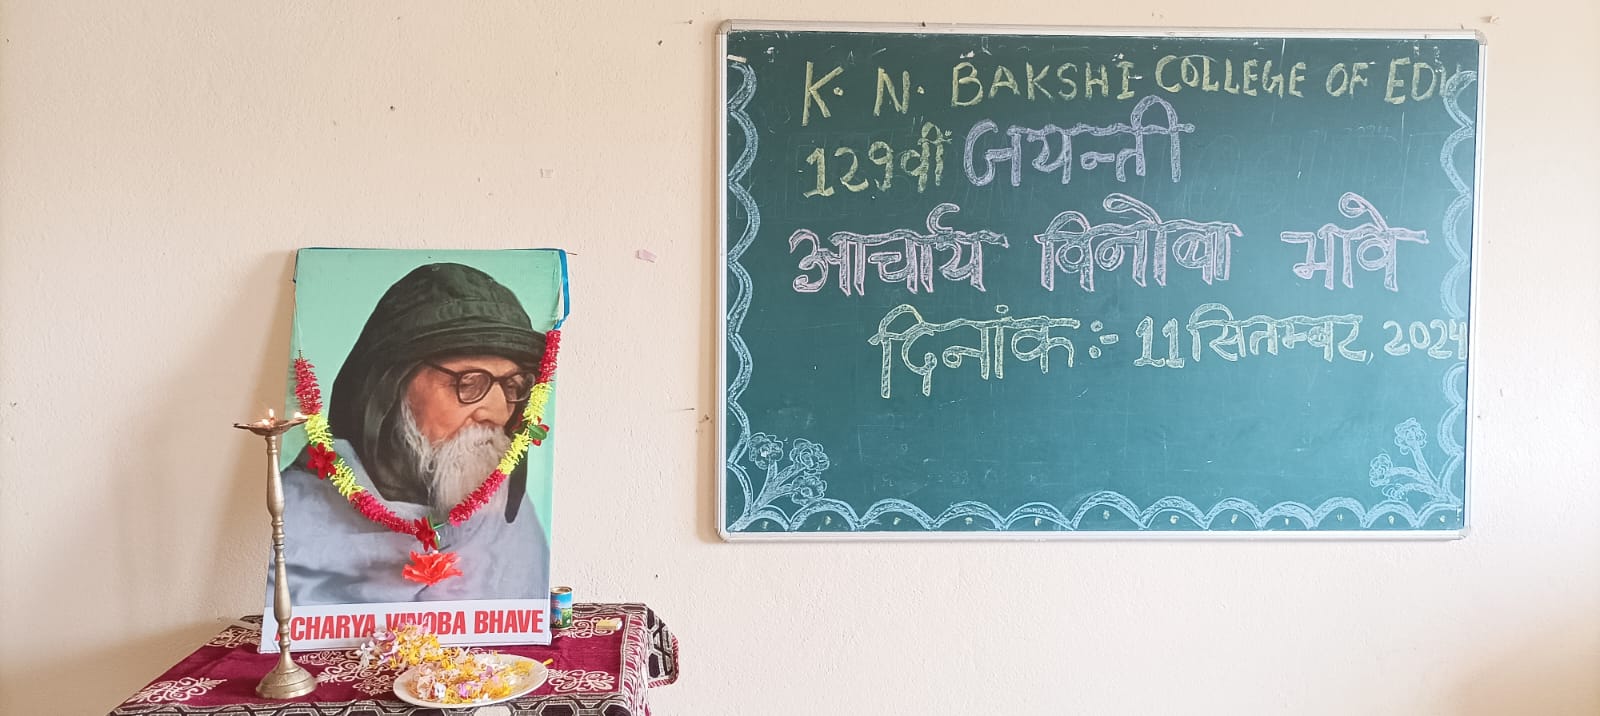 K. N. BAKSHI COLLEGE OF EDU
129वीं जयन्ती
आचार्य विनोबा भावे
दिनांक :- 11 सितम्बर, 2024
ACHARYA VINOBA BHAVE